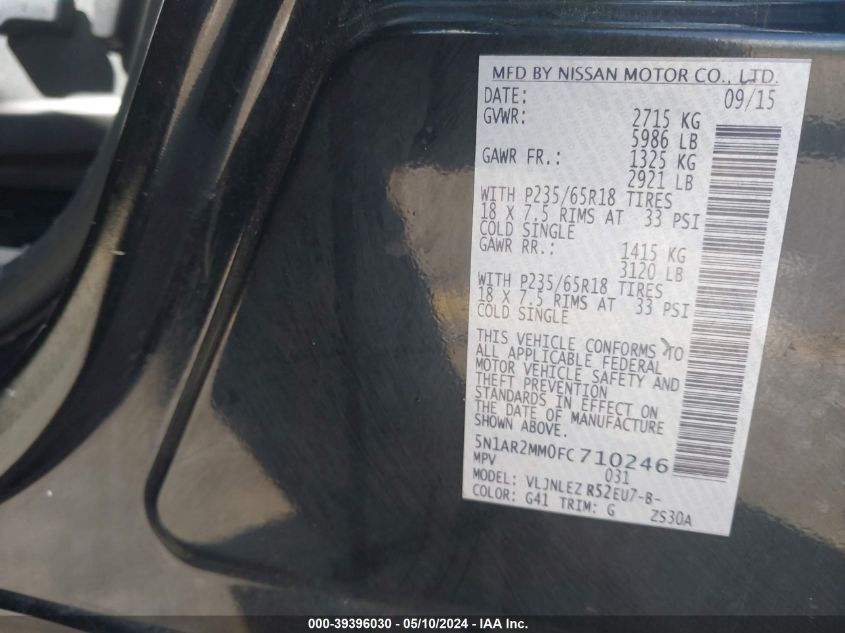 MFD BY NISSAN MOTOR CO., LTD.
DATE: 09/15
GVWR: 2715 KG
5986 LB
GAWR FR.: 1325 KG
2921 LB
WITH P235/65R18 TIRES
18 X 7.5 RIMS AT 33 PSI
COLD SINGLE
GAWR RR.: 1415 KG
3120 LB
WITH P235/65R18 TIRES
18 X 7.5 RIMS AT 33 PSI
COLD SINGLE
THIS VEHICLE CONFORMS TO
ALL APPLICABLE FEDERAL
MOTOR VEHICLE SAFETY AND
THEFT PREVENTION
STANDARDS IN EFFECT ON
THE DATE OF MANUFACTURE
SHOWN ABOVE.
5N1AR2MM0FC710246
MPV 031
MODEL: VLJNLEZ R52EU7-B-
COLOR: G41 TRIM: G ZS30A
000-39396030 - 05/10/2024 - IAA Inc.